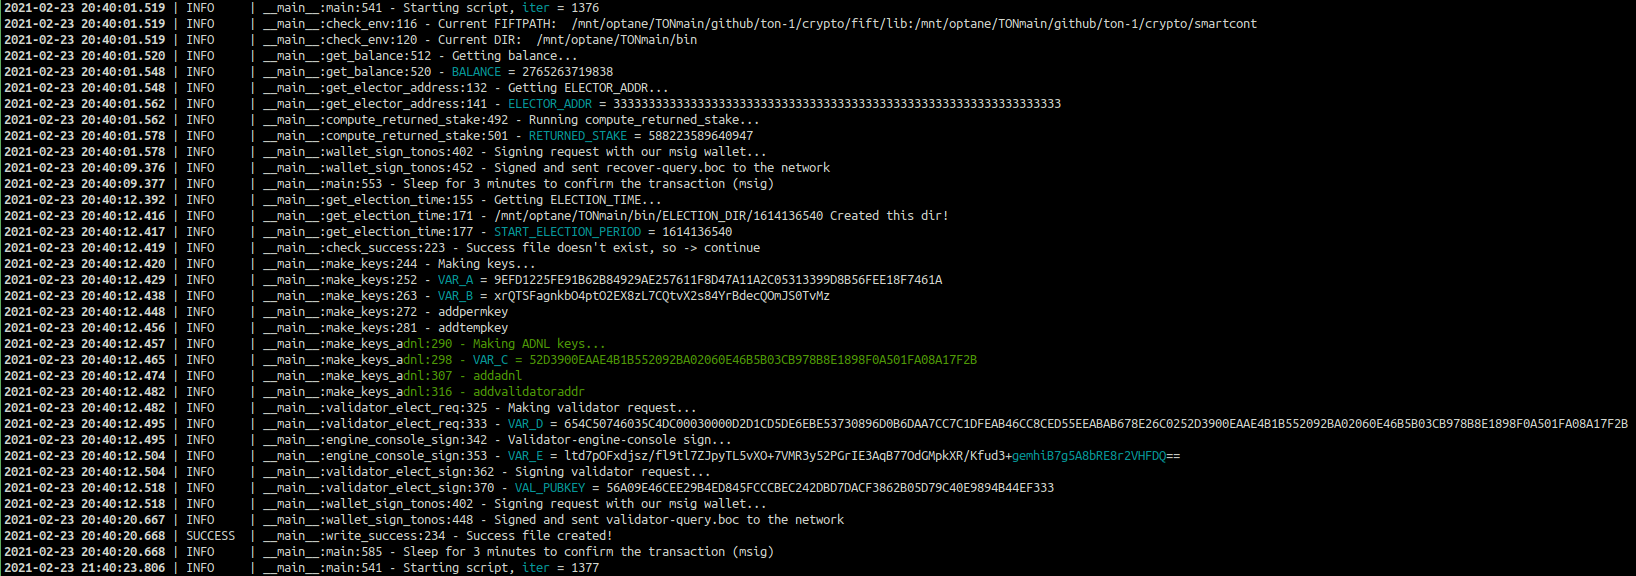 2021-02-23 20:40:01.519 | INFO     | __main__:main:541 - Starting script, iter = 1376
2021-02-23 20:40:01.519 | INFO     | __main__:check_env:116 - Current FIFTPATH:  /mnt/optane/TONmain/github/ton-1/crypto/fift/lib:/mnt/optane/TONmain/github/ton-1/crypto/smartcont
2021-02-23 20:40:01.519 | INFO     | __main__:check_env:120 - Current DIR:  /mnt/optane/TONmain/bin
2021-02-23 20:40:01.520 | INFO     | __main__:get_balance:512 - Getting balance...
2021-02-23 20:40:01.548 | INFO     | __main__:get_balance:520 - BALANCE = 2765263719838
2021-02-23 20:40:01.548 | INFO     | __main__:get_elector_address:132 - Getting ELECTOR_ADDR...
2021-02-23 20:40:01.562 | INFO     | __main__:get_elector_address:141 - ELECTOR_ADDR = 3333333333333333333333333333333333333333333333333333333333333333
2021-02-23 20:40:01.562 | INFO     | __main__:compute_returned_stake:492 - Running compute_returned_stake...
2021-02-23 20:40:01.578 | INFO     | __main__:compute_returned_stake:501 - RETURNED_STAKE = 588223589640947
2021-02-23 20:40:01.578 | INFO     | __main__:wallet_sign_tonos:402 - Signing request with our msig wallet...
2021-02-23 20:40:09.376 | INFO     | __main__:wallet_sign_tonos:452 - Signed and sent recover-query.boc to the network
2021-02-23 20:40:09.377 | INFO     | __main__:main:553 - Sleep for 3 minutes to confirm the transaction (msig)
2021-02-23 20:40:12.392 | INFO     | __main__:get_election_time:155 - Getting ELECTION_TIME...
2021-02-23 20:40:12.416 | INFO     | __main__:get_election_time:171 - /mnt/optane/TONmain/bin/ELECTION_DIR/1614136540 Created this dir!
2021-02-23 20:40:12.417 | INFO     | __main__:get_election_time:177 - START_ELECTION_PERIOD = 1614136540
2021-02-23 20:40:12.419 | INFO     | __main__:check_success:223 - Success file doesn't exist, so -> continue
2021-02-23 20:40:12.420 | INFO     | __main__:make_keys:244 - Making keys...
2021-02-23 20:40:12.429 | INFO     | __main__:make_keys:252 - VAR_A = 9EFD1225FE91B62B84929AE257611F8D47A11A2C05313399D8B56FEE18F7461A
2021-02-23 20:40:12.438 | INFO     | __main__:make_keys:263 - VAR_B = xrQTSFagnkbO4ptO2EX8zL7CQtvX2s84YrBdecQOmJS0TvMz
2021-02-23 20:40:12.448 | INFO     | __main__:make_keys:272 - addpermkey
2021-02-23 20:40:12.456 | INFO     | __main__:make_keys:281 - addtempkey
2021-02-23 20:40:12.457 | INFO     | __main__:make_keys_adnl:290 - Making ADNL keys...
2021-02-23 20:40:12.465 | INFO     | __main__:make_keys_adnl:298 - VAR_C = 52D3900EAAE4B1B552092BA02060E46B5B03CB978B8E1898F0A501FA08A17F2B
2021-02-23 20:40:12.474 | INFO     | __main__:make_keys_adnl:307 - addadnl
2021-02-23 20:40:12.482 | INFO     | __main__:make_keys_adnl:316 - addvalidatoraddr
2021-02-23 20:40:12.482 | INFO     | __main__:validator_elect_req:325 - Making validator request...
2021-02-23 20:40:12.495 | INFO     | __main__:validator_elect_req:333 - VAR_D = 654C50746035C4DC00030000D2D1CD5DE6EBE53730896D0B6DAA7CC7C1DFEAB46CC8CED55EEABAB678E26C0252D3900EAAE4B1B552092BA02060E46B5B03CB978B8E1898F0A501FA08A17F2B
2021-02-23 20:40:12.495 | INFO     | __main__:engine_console_sign:342 - Validator-engine-console sign...
2021-02-23 20:40:12.504 | INFO     | __main__:engine_console_sign:353 - VAR_E = ltd7pOFxdjsz/fl9tl7ZJpyTL5vXO+7VMR3y52PGrIE3AqB77OdGMpkXR/Kfud3+gemhiB7g5A8bRE8r2VHFDQ==
2021-02-23 20:40:12.504 | INFO     | __main__:validator_elect_sign:362 - Signing validator request...
2021-02-23 20:40:12.518 | INFO     | __main__:validator_elect_sign:370 - VAL_PUBKEY = 56A09E46CEE29B4ED845FCCCBEC242DBD7DACF3862B05D79C40E9894B44EF333
2021-02-23 20:40:12.518 | INFO     | __main__:wallet_sign_tonos:402 - Signing request with our msig wallet...
2021-02-23 20:40:20.667 | INFO     | __main__:wallet_sign_tonos:448 - Signed and sent validator-query.boc to the network
2021-02-23 20:40:20.668 | SUCCESS  | __main__:write_success:234 - Success file created!
2021-02-23 20:40:20.668 | INFO     | __main__:main:585 - Sleep for 3 minutes to confirm the transaction (msig)
2021-02-23 21:40:23.806 | INFO     | __main__:main:541 - Starting script, iter = 1377